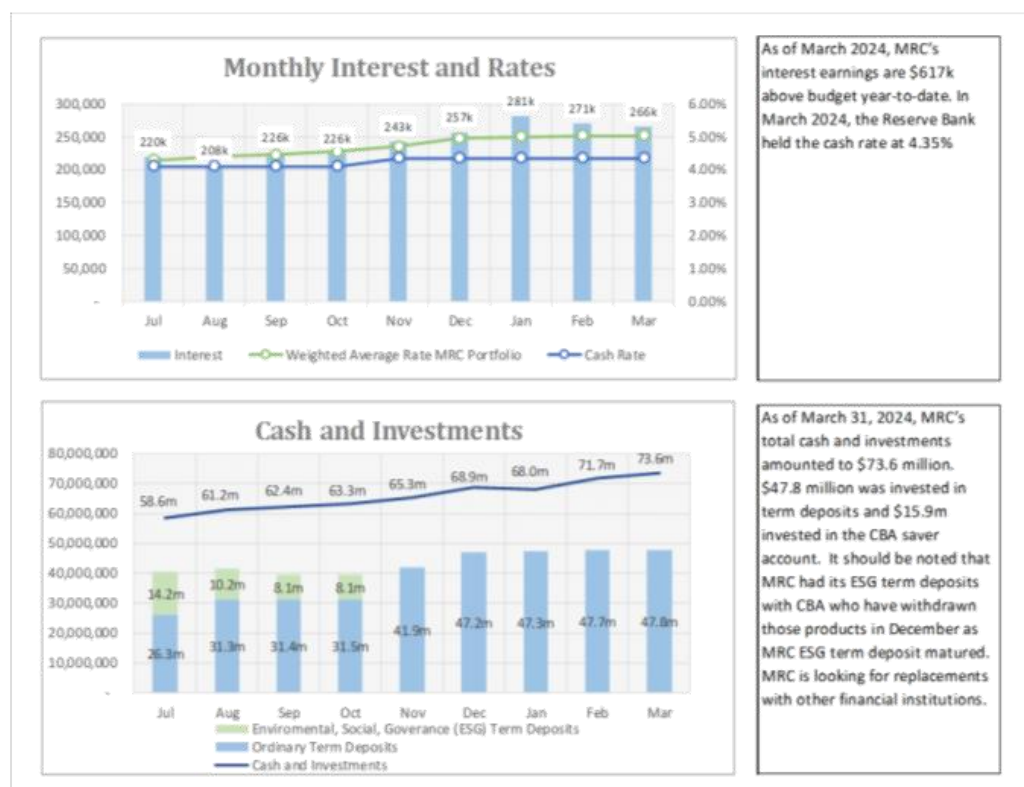 Monthly Interest and Rates
300,000
250,000
200,000
150,000
100,000
50,000
-
6.00%
5.00%
4.00%
3.00%
2.00%
1.00%
0.00%
220k
208k
226k
226k
243k
257k
281k
271k
266k
Jul
Aug
Sep
Oct
Nov
Dec
Jan
Feb
Mar
Interest
Weighted Average Rate MRC Portfolio
Cash Rate
As of March 2024, MRC's
interest earnings are $617k
above budget year-to-date. In
March 2024, the Reserve Bank
held the cash rate at 4.35%
Cash and Investments
80,000,000
70,000,000
60,000,000
50,000,000
40,000,000
30,000,000
20,000,000
10,000,000
-
58.6m
61.2m
62.4m
63.3m
65.3m
68.9m
68.0m
71.7m
73.6m
14.2m
10.2m
8.1m
8.1m
26.3m
31.3m
31.4m
31.5m
41.9m
47.2m
47.3m
47.7m
47.8m
Jul
Aug
Sep
Oct
Nov
Dec
Jan
Feb
Mar
Enviromental, Social, Goverance (ESG) Term Deposits
Ordinary Term Deposits
Cash and Investments
As of March 31, 2024, MRC's
total cash and investments
amounted to $73.6 million.
$47.8 million was invested in
term deposits and $15.9m
invested in the CBA saver
account. It should be noted that
MRC had its ESG term deposits
with CBA who have withdrawn
those products in December as
MRC ESG term deposit matured.
MRC is looking for replacements
with other financial institutions.